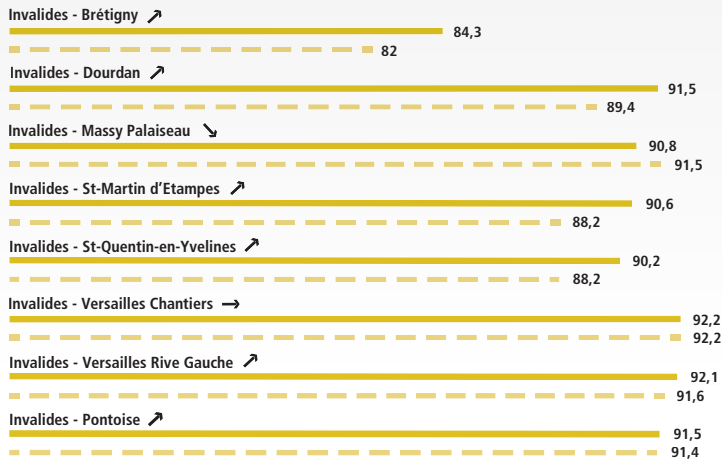 Invalides - Brétigny ↗
84,3
82
Invalides - Dourdan ↗
91,5
89,4
Invalides - Massy Palaiseau ↘
90,8
91,5
Invalides - St-Martin d’Etampes ↗
90,6
88,2
Invalides - St-Quentin-en-Yvelines ↗
90,2
88,2
Invalides - Versailles Chantiers →
92,2
92,2
Invalides - Versailles Rive Gauche ↗
92,1
91,6
Invalides - Pontoise ↗
91,5
91,4